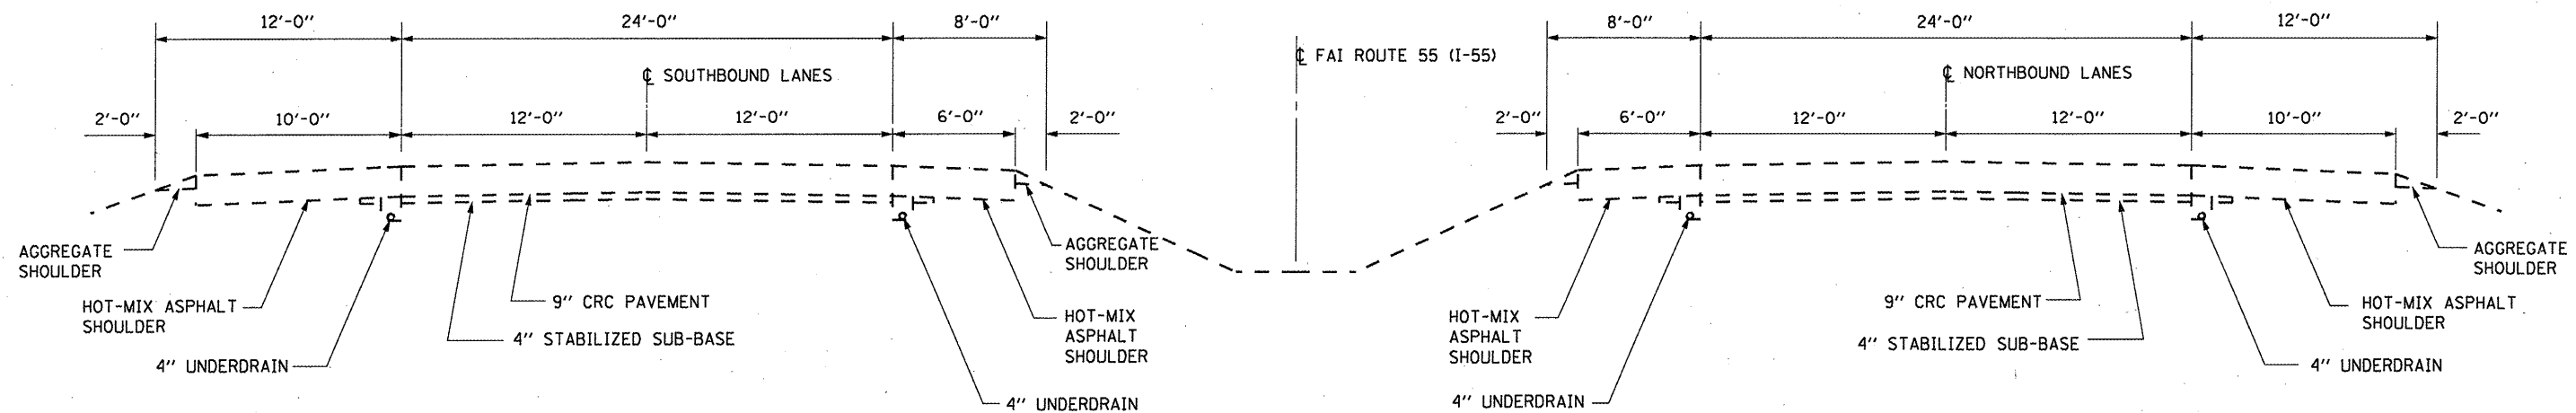 12'-0" 24'-0" 8'-0" 8'-0" 24'-0" 12'-0"
℄ FAI ROUTE 55 (I-55)
℄ SOUTHBOUND LANES
℄ NORTHBOUND LANES
2'-0" 10'-0" 12'-0" 12'-0" 6'-0" 2'-0" 2'-0" 6'-0" 12'-0" 12'-0" 10'-0" 2'-0"
AGGREGATE
SHOULDER
HOT-MIX ASPHALT
SHOULDER
4" UNDERDRAIN
9" CRC PAVEMENT
4" STABILIZED SUB-BASE
AGGREGATE
SHOULDER
HOT-MIX
ASPHALT
SHOULDER
4" UNDERDRAIN
HOT-MIX
ASPHALT
SHOULDER
4" UNDERDRAIN
9" CRC PAVEMENT
4" STABILIZED SUB-BASE
AGGREGATE
SHOULDER
HOT-MIX ASPHALT
SHOULDER
4" UNDERDRAIN